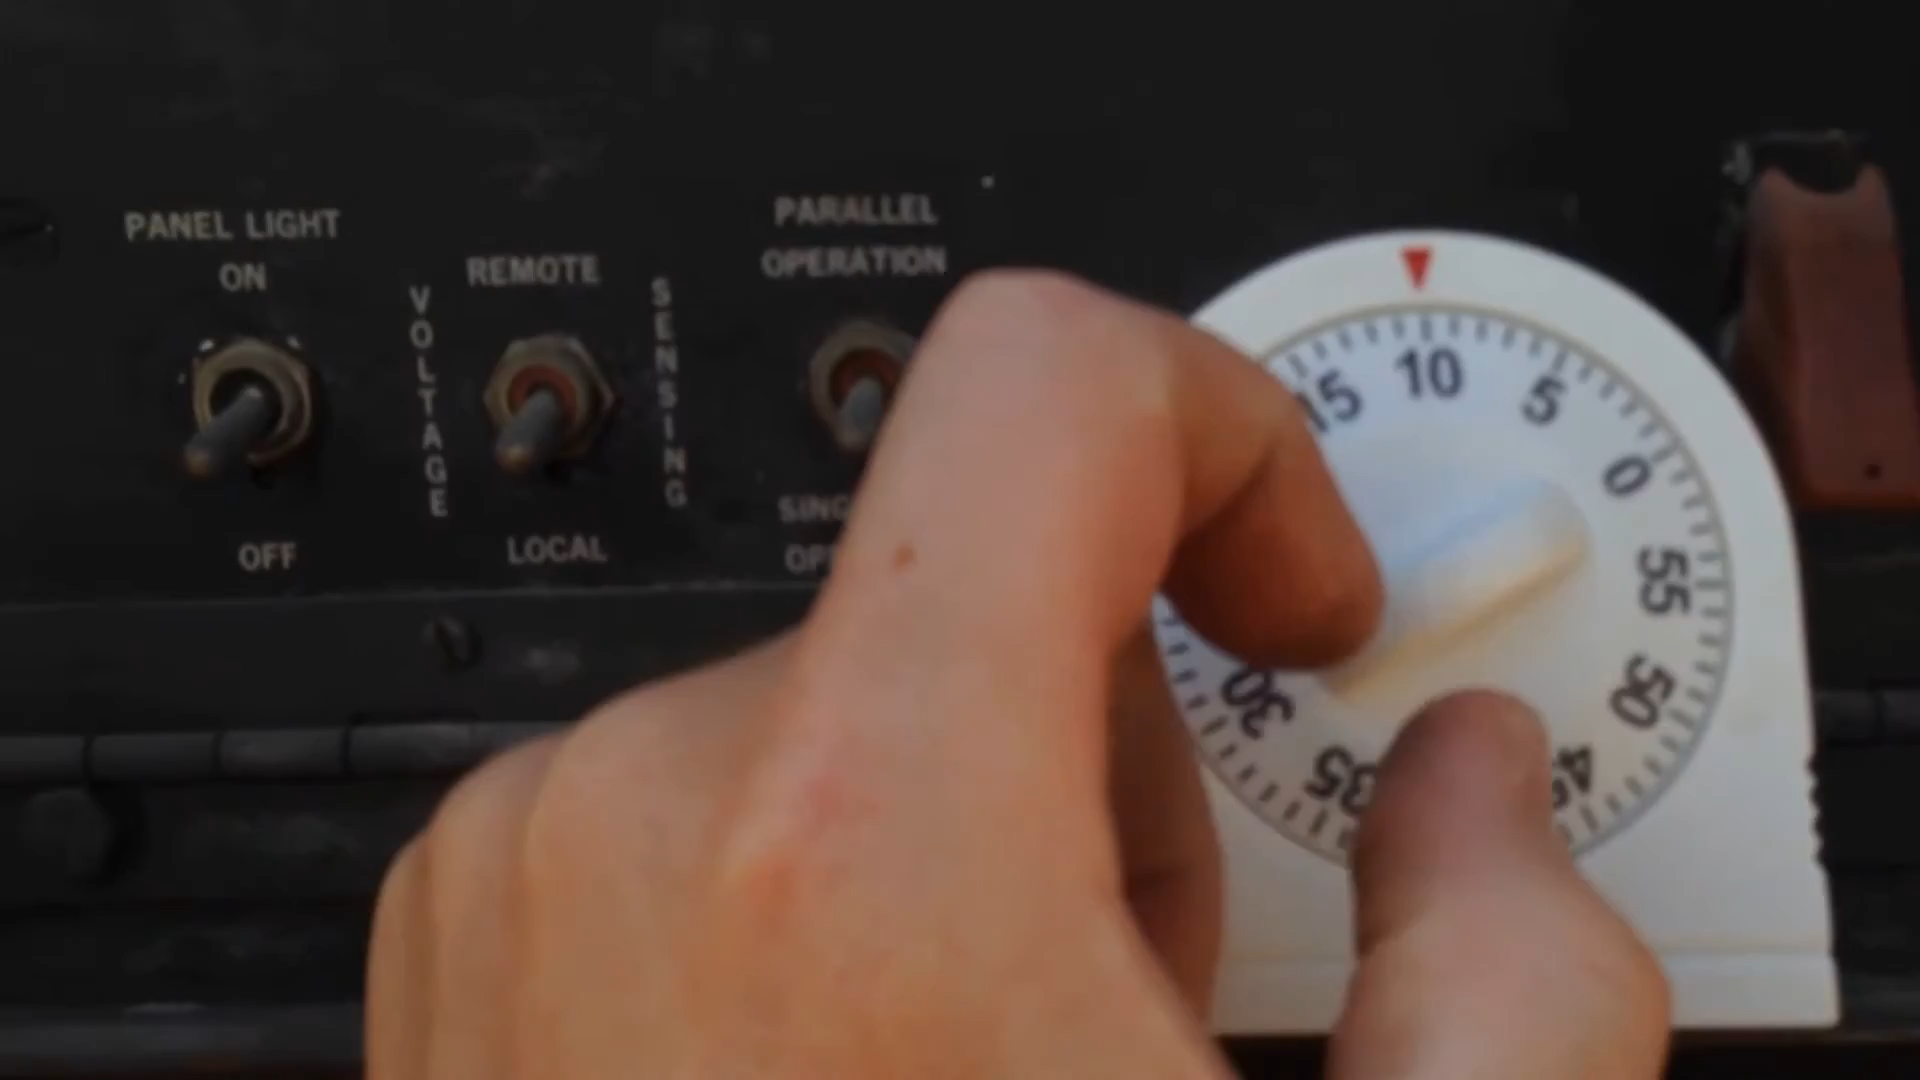 PANEL LIGHT
ON
OFF
VOLTAGE
REMOTE
LOCAL
SENSING
PARALLEL
OPERATION
15
10
5
0
55
50
35
30